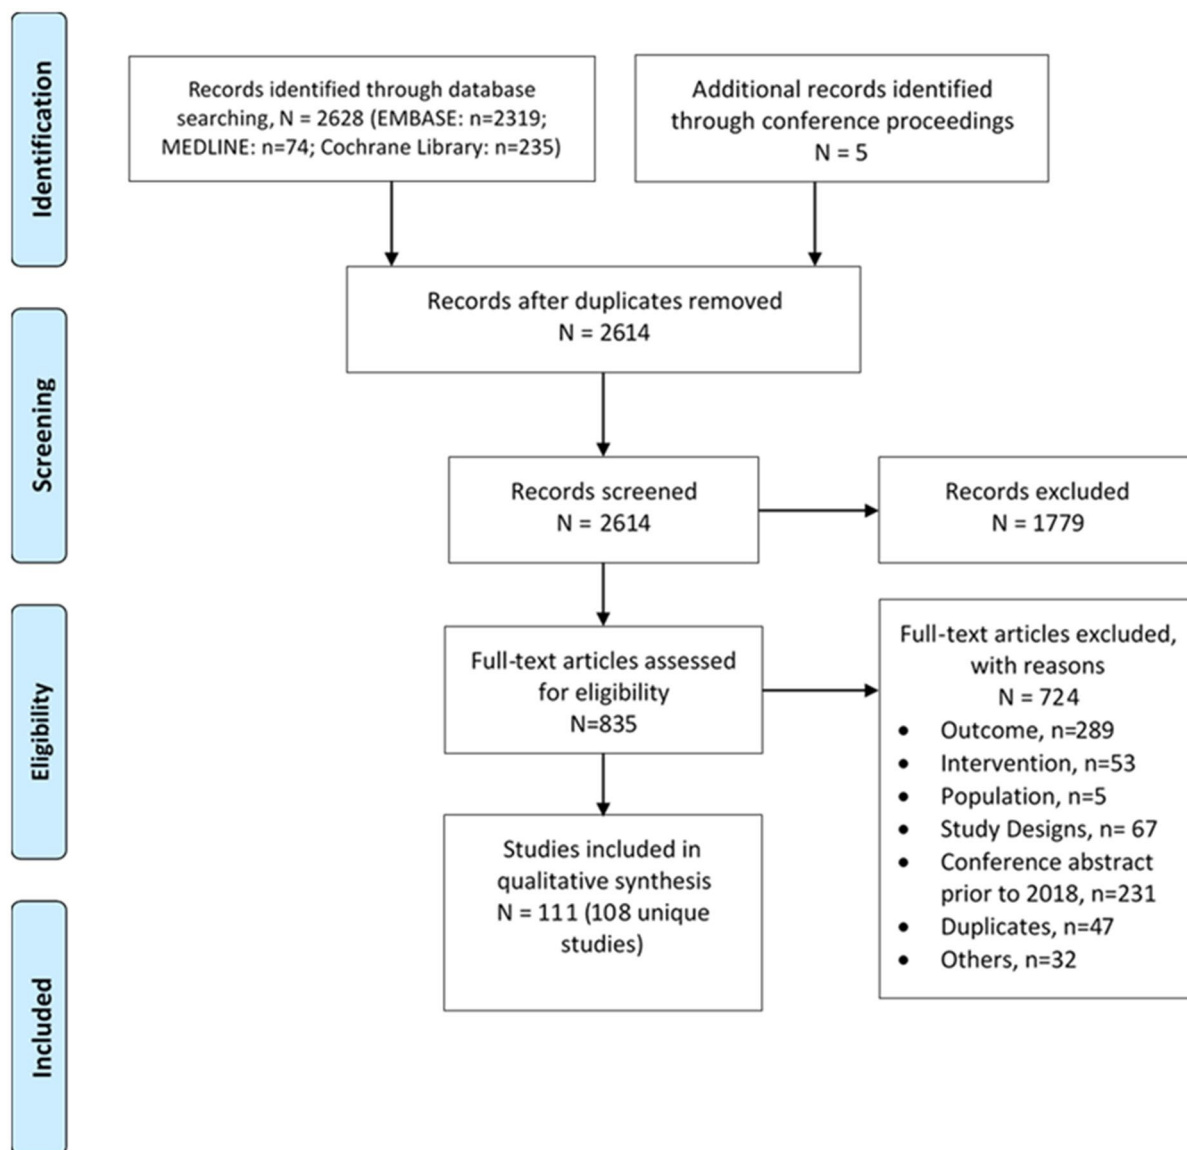 Identification
Records identified through database
searching, N = 2628 (EMBASE: n=2319;
MEDLINE: n=74; Cochrane Library: n=235)
Additional records identified
through conference proceedings
N = 5
Records after duplicates removed
N = 2614
Screening
Records screened
N = 2614
Records excluded
N = 1779
Eligibility
Full-text articles assessed
for eligibility
N=835
Full-text articles excluded,
with reasons
N = 724
• Outcome, n=289
• Intervention, n=53
• Population, n=5
• Study Designs, n= 67
• Conference abstract
prior to 2018, n=231
• Duplicates, n=47
• Others, n=32
Included
Studies included in
qualitative synthesis
N = 111 (108 unique
studies)